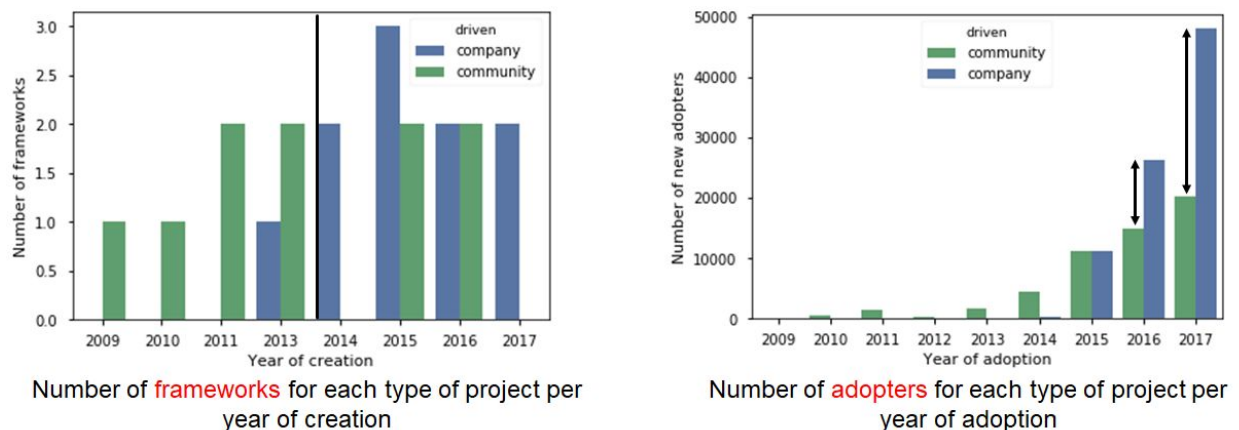 3.0
2.5
2.0
1.5
1.0
0.5
0.0
Number of frameworks
driven
company
community
2009 2010 2011 2013 2014 2015 2016 2017
Year of creation
Number of frameworks for each type of project per
year of creation
50000
40000
30000
20000
10000
0
Number of new adopters
driven
community
company
2009 2010 2011 2012 2013 2014 2015 2016 2017
Year of adoption
Number of adopters for each type of project per
year of adoption